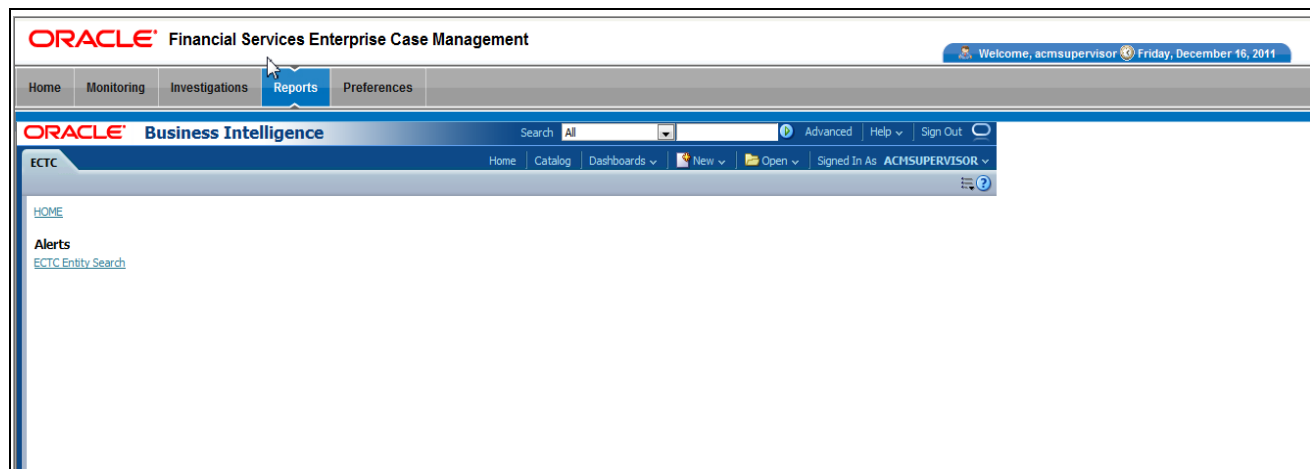 ORACLE Financial Services Enterprise Case Management
Welcome, acmsupervisor Friday, December 16, 2011
Home Monitoring Investigations Reports Preferences
ORACLE Business Intelligence Search All Advanced Help Sign Out
ECTC Home Catalog Dashboards New Open Signed In As ACMSUPERVISOR
HOME
Alerts
ECTC Entity Search